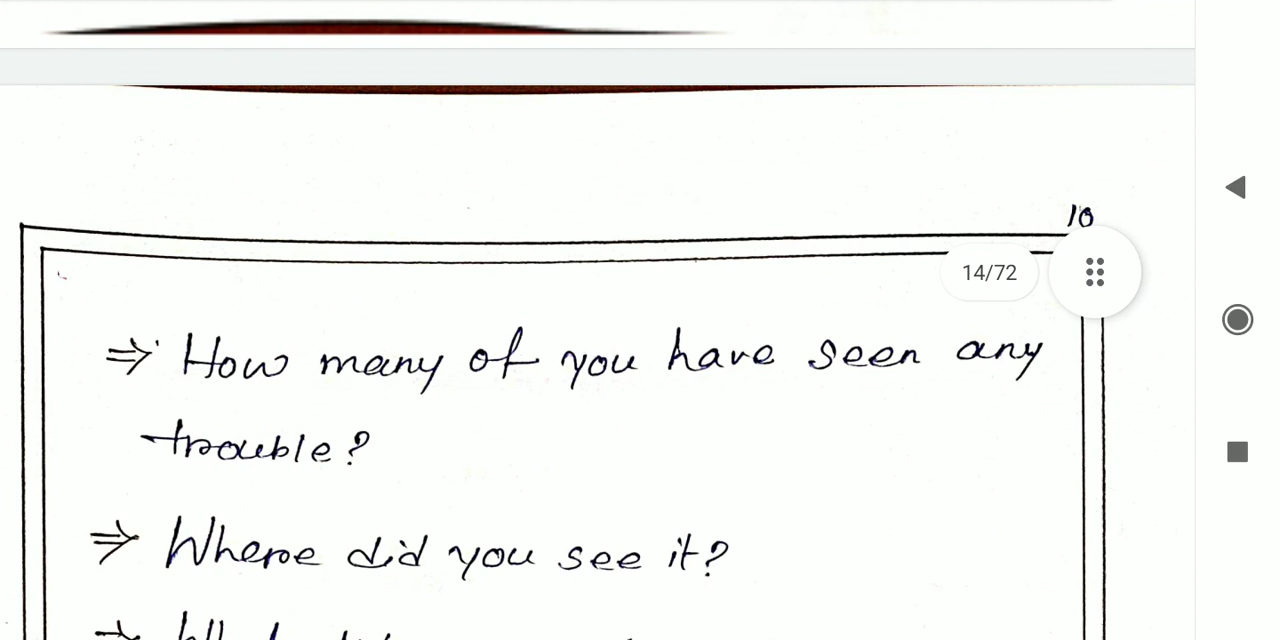 10
14/72
⇒ How many of you have seen any
trouble?
⇒ Where did you see it?